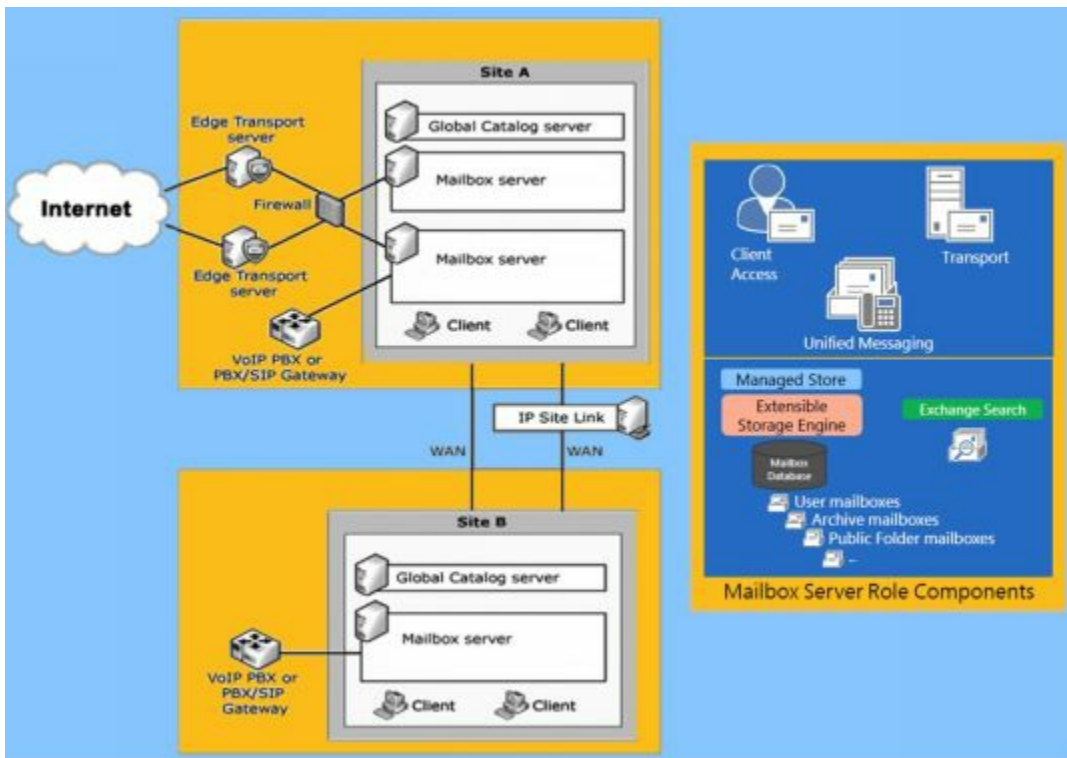 Site A
Edge Transport
server
Global Catalog server
Mailbox server
Internet
Firewall
Mailbox server
Edge Transport
server
Client
Client
VoIP PBX or
PBX/SIP Gateway
IP Site Link
WAN
WAN
Site B
Global Catalog server
Mailbox server
VoIP PBX or
PBX/SIP
Gateway
Client
Client
Client
Access
Transport
Unified Messaging
Managed Store
Extensible
Storage Engine
Exchange Search
Mailbox
Database
User mailboxes
Archive mailboxes
Public Folder mailboxes
..
Mailbox Server Role Components